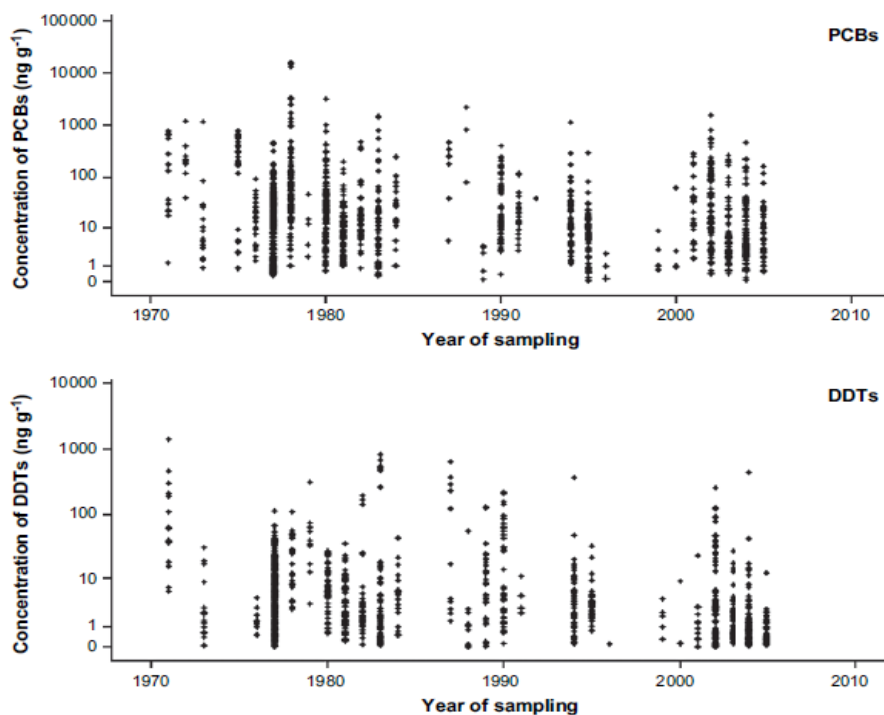 PCBs
Concentration of PCBs (ng g⁻¹)
100000
10000
1000
100
10
1
0
1970 1980 1990 2000 2010
Year of sampling
DDTs
Concentration of DDTs (ng g⁻¹)
10000
1000
100
10
1
0
1970 1980 1990 2000 2010
Year of sampling